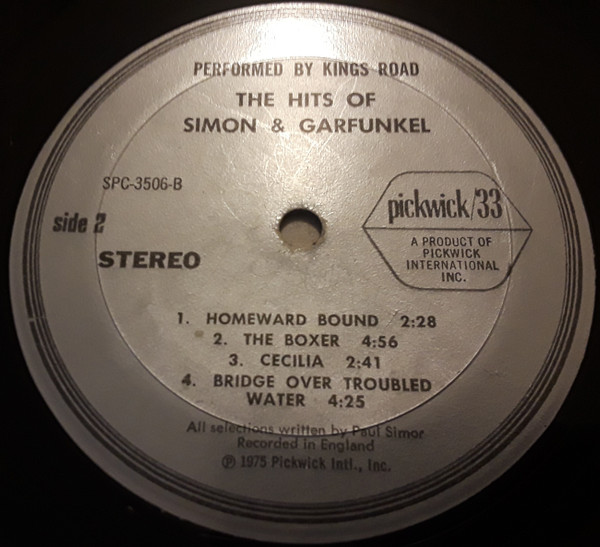 PERFORMED BY KINGS ROAD
THE HITS OF
SIMON & GARFUNKEL
SPC-3506-B
side 2
STEREO
pickwick/33
A PRODUCT OF
PICKWICK
INTERNATIONAL
INC.
1. HOMEWARD BOUND 2:28
2. THE BOXER 4:56
3. CECILIA 2:41
4. BRIDGE OVER TROUBLED
WATER 4:25
All selections written by Paul Simon
Recorded in England
℗ 1975 Pickwick Intl., Inc.